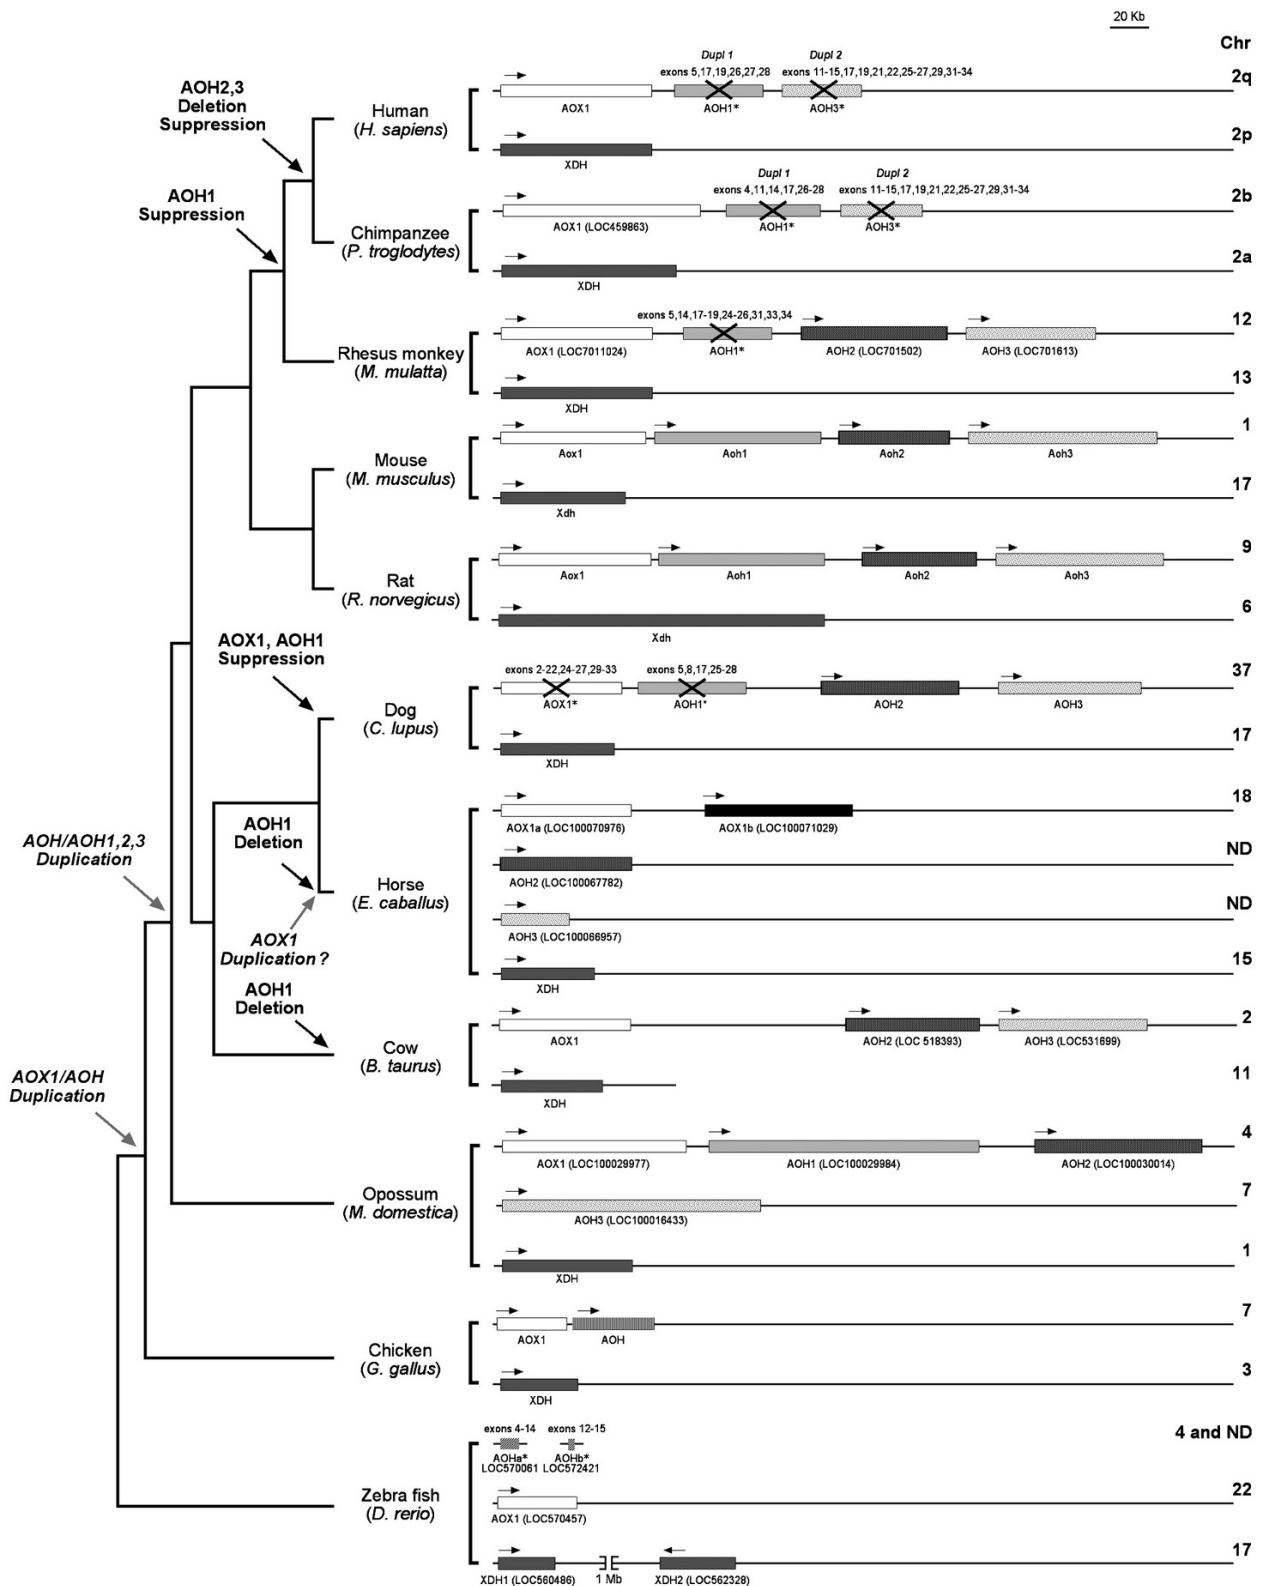 20 Kb
Chr
Dupl 1
Dupl 2
exons 5,17,19,26,27,28
exons 11-15,17,19,21,22,25-27,29,31-34
2q
AOX1
AOH1*
AOH3*
AOH2,3
Deletion
Suppression
Human
(H. sapiens)
2p
XDH
Dupl 1
Dupl 2
exons 4,11,14,17,26-28
exons 11-15,17,19,21,22,25-27,29,31-34
2b
AOX1 (LOC459863)
AOH1*
AOH3*
AOH1
Suppression
Chimpanzee
(P. troglodytes)
2a
XDH
exons 5,14,17-19,24-26,31,33,34
12
AOX1 (LOC7011024)
AOH1*
AOH2 (LOC701502)
AOH3 (LOC701613)
Rhesus monkey
(M. mulatta)
13
XDH
1
Aox1
Aoh1
Aoh2
Aoh3
Mouse
(M. musculus)
17
Xdh
9
Aox1
Aoh1
Aoh2
Aoh3
Rat
(R. norvegicus)
6
Xdh
AOX1, AOH1
Suppression
exons 2-22,24-27,29-33
exons 5,8,17,25-28
37
AOX1*
AOH1*
AOH2
AOH3
Dog
(C. lupus)
17
XDH
18
AOX1a (LOC100070976)
AOX1b (LOC100071029)
AOH1
Deletion
AOH/AOH1,2,3
Duplication
ND
AOH2 (LOC100067782)
Horse
(E. caballus)
ND
AOH3 (LOC100066957)
AOX1
Duplication ?
15
XDH
AOH1
Deletion
2
AOX1
AOH2 (LOC 518393)
AOH3 (LOC531699)
Cow
(B. taurus)
11
XDH
AOX1/AOH
Duplication
4
AOX1 (LOC100029977)
AOH1 (LOC100029984)
AOH2 (LOC100030014)
Opossum
(M. domestica)
7
AOH3 (LOC100016433)
1
XDH
7
AOX1
AOH
Chicken
(G. gallus)
3
XDH
exons 4-14
exons 12-15
4 and ND
AOHa*
AOHb*
LOC570061
LOC572421
Zebra fish
(D. rerio)
22
AOX1 (LOC570457)
17
XDH1 (LOC560486)
1 Mb
XDH2 (LOC562328)